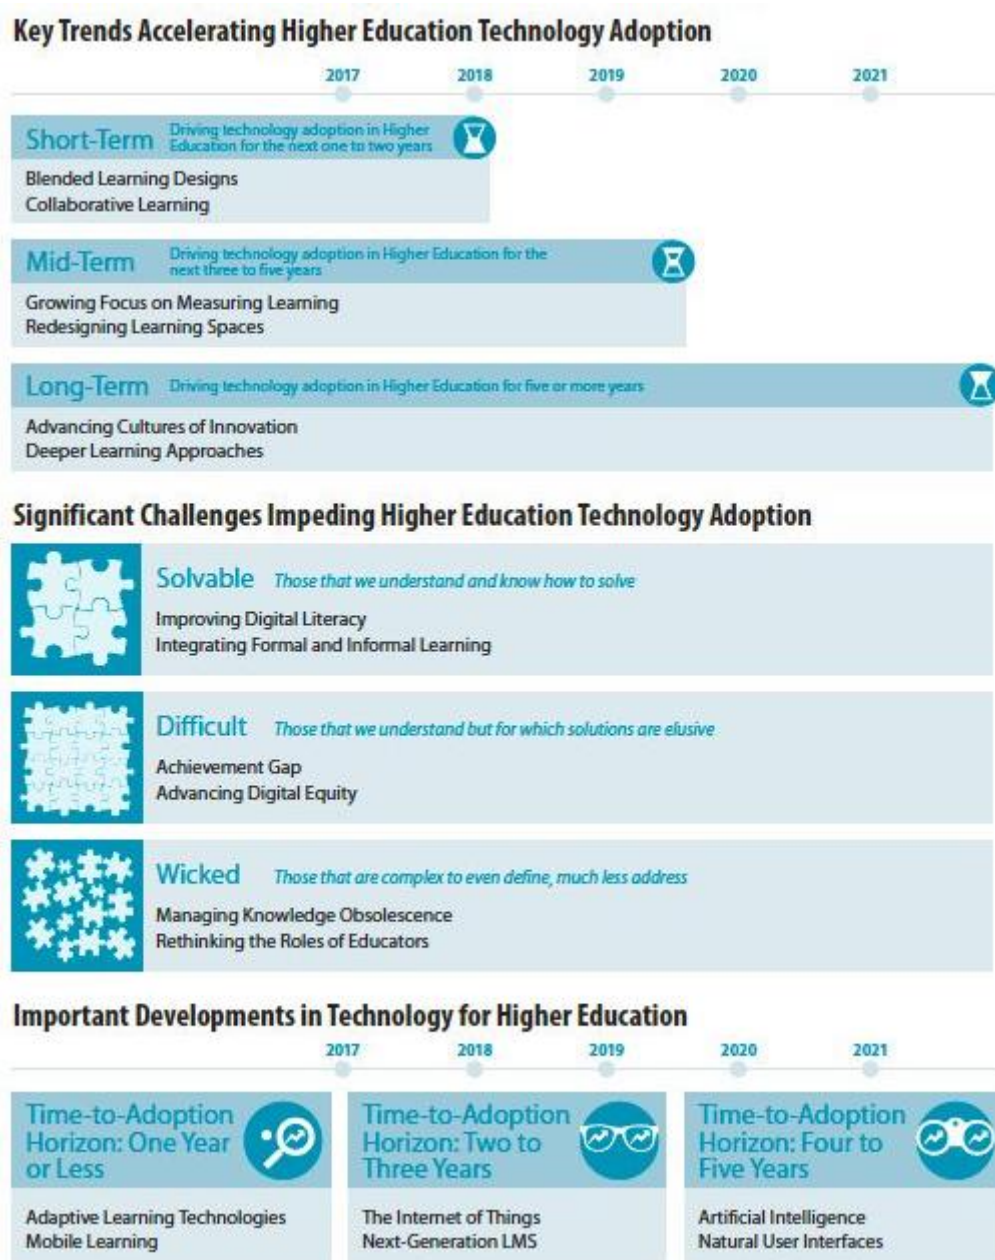 Key Trends Accelerating Higher Education Technology Adoption
2017 2018 2019 2020 2021
Short-Term Driving technology adoption in Higher
Education for the next one to two years
Blended Learning Designs
Collaborative Learning
Mid-Term Driving technology adoption in Higher Education for the
next three to five years
Growing Focus on Measuring Learning
Redesigning Learning Spaces
Long-Term Driving technology adoption in Higher Education for five or more years
Advancing Cultures of Innovation
Deeper Learning Approaches
Significant Challenges Impeding Higher Education Technology Adoption
Solvable Those that we understand and know how to solve
Improving Digital Literacy
Integrating Formal and Informal Learning
Difficult Those that we understand but for which solutions are elusive
Achievement Gap
Advancing Digital Equity
Wicked Those that are complex to even define, much less address
Managing Knowledge Obsolescence
Rethinking the Roles of Educators
Important Developments in Technology for Higher Education
2017 2018 2019 2020 2021
Time-to-Adoption
Horizon: One Year
or Less
Adaptive Learning Technologies
Mobile Learning
Time-to-Adoption
Horizon: Two to
Three Years
The Internet of Things
Next-Generation LMS
Time-to-Adoption
Horizon: Four to
Five Years
Artificial Intelligence
Natural User Interfaces